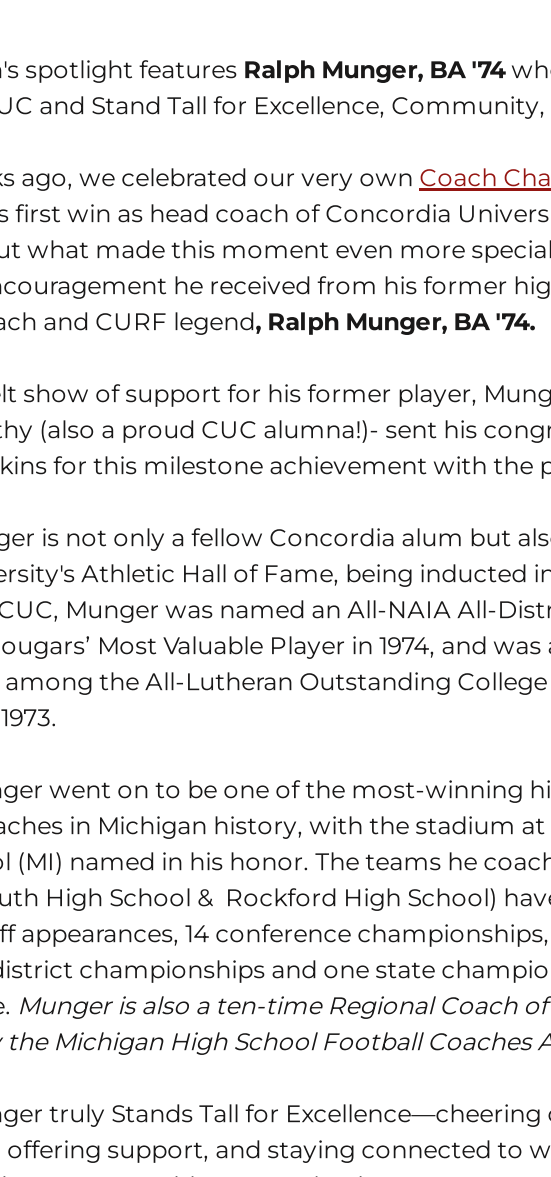 's spotlight features Ralph Munger, BA '74 wh
UC and Stand Tall for Excellence, Community,
ks ago, we celebrated our very own Coach Cha
s first win as head coach of Concordia Univers
ut what made this moment even more special
ncouragement he received from his former hig
ach and CURF legend, Ralph Munger, BA '74.
elt show of support for his former player, Mung
thy (also a proud CUC alumna!)- sent his congr
kins for this milestone achievement with the p
ger is not only a fellow Concordia alum but als
ersity's Athletic Hall of Fame, being inducted in
CUC, Munger was named an All-NAIA All-Distr
ougars’ Most Valuable Player in 1974, and was a
among the All-Lutheran Outstanding College
1973.
nger went on to be one of the most-winning hi
aches in Michigan history, with the stadium at
ol (MI) named in his honor. The teams he coach
uth High School & Rockford High School) have
ff appearances, 14 conference championships,
district championships and one state champio
e. Munger is also a ten-time Regional Coach of
y the Michigan High School Football Coaches A
nger truly Stands Tall for Excellence—cheering
offering support, and staying connected to w